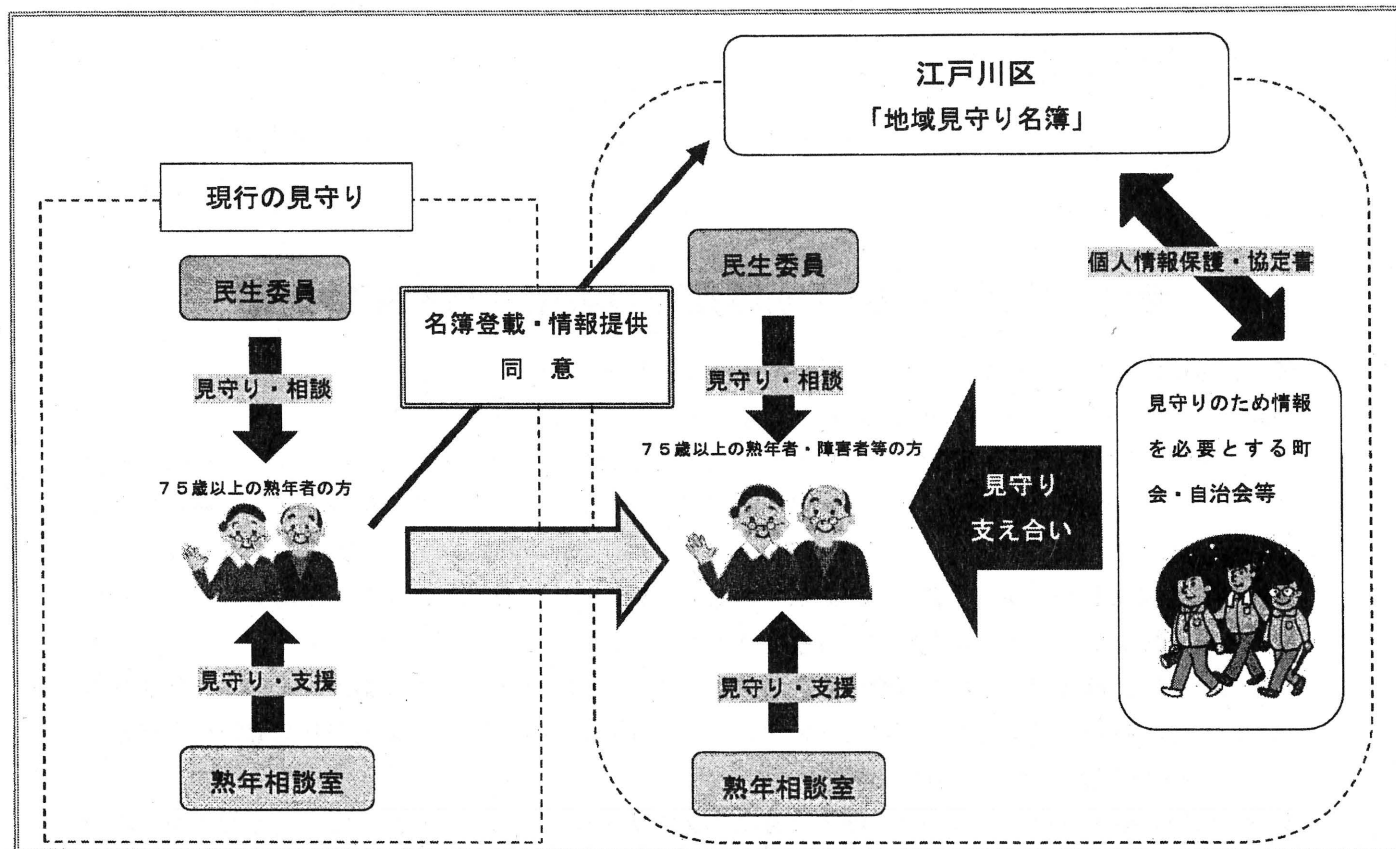 江戸川区
「地域見守り名簿」
現行の見守り
民生委員
見守り・相談
75歳以上の熟年者の方
見守り・支援
熟年相談室
名簿登載・情報提供
同　意
民生委員
見守り・相談
75歳以上の熟年者・障害者等の方
見守り・支援
熟年相談室
個人情報保護・協定書
見守り
支え合い
見守りのため情報
を必要とする町
会・自治会等